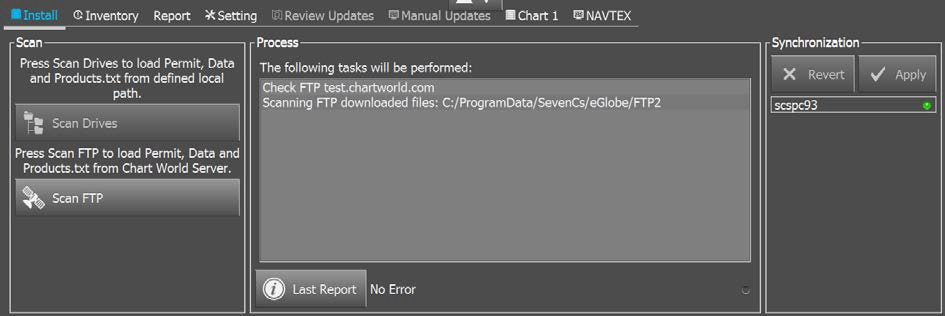 Install Inventory Report Setting Review Updates Manual Updates Chart 1 NAVTEX
Scan
Press Scan Drives to load Permit, Data
and Products.txt from defined local
path.
Scan Drives
Press Scan FTP to load Permit, Data and
Products.txt from Chart World Server.
Scan FTP
Process
The following tasks will be performed:
Check FTP test.chartworld.com
Scanning FTP downloaded files: C:/ProgramData/SevenCs/eGlobe/FTP2
Last Report No Error
Synchronization
Revert Apply
scspc93